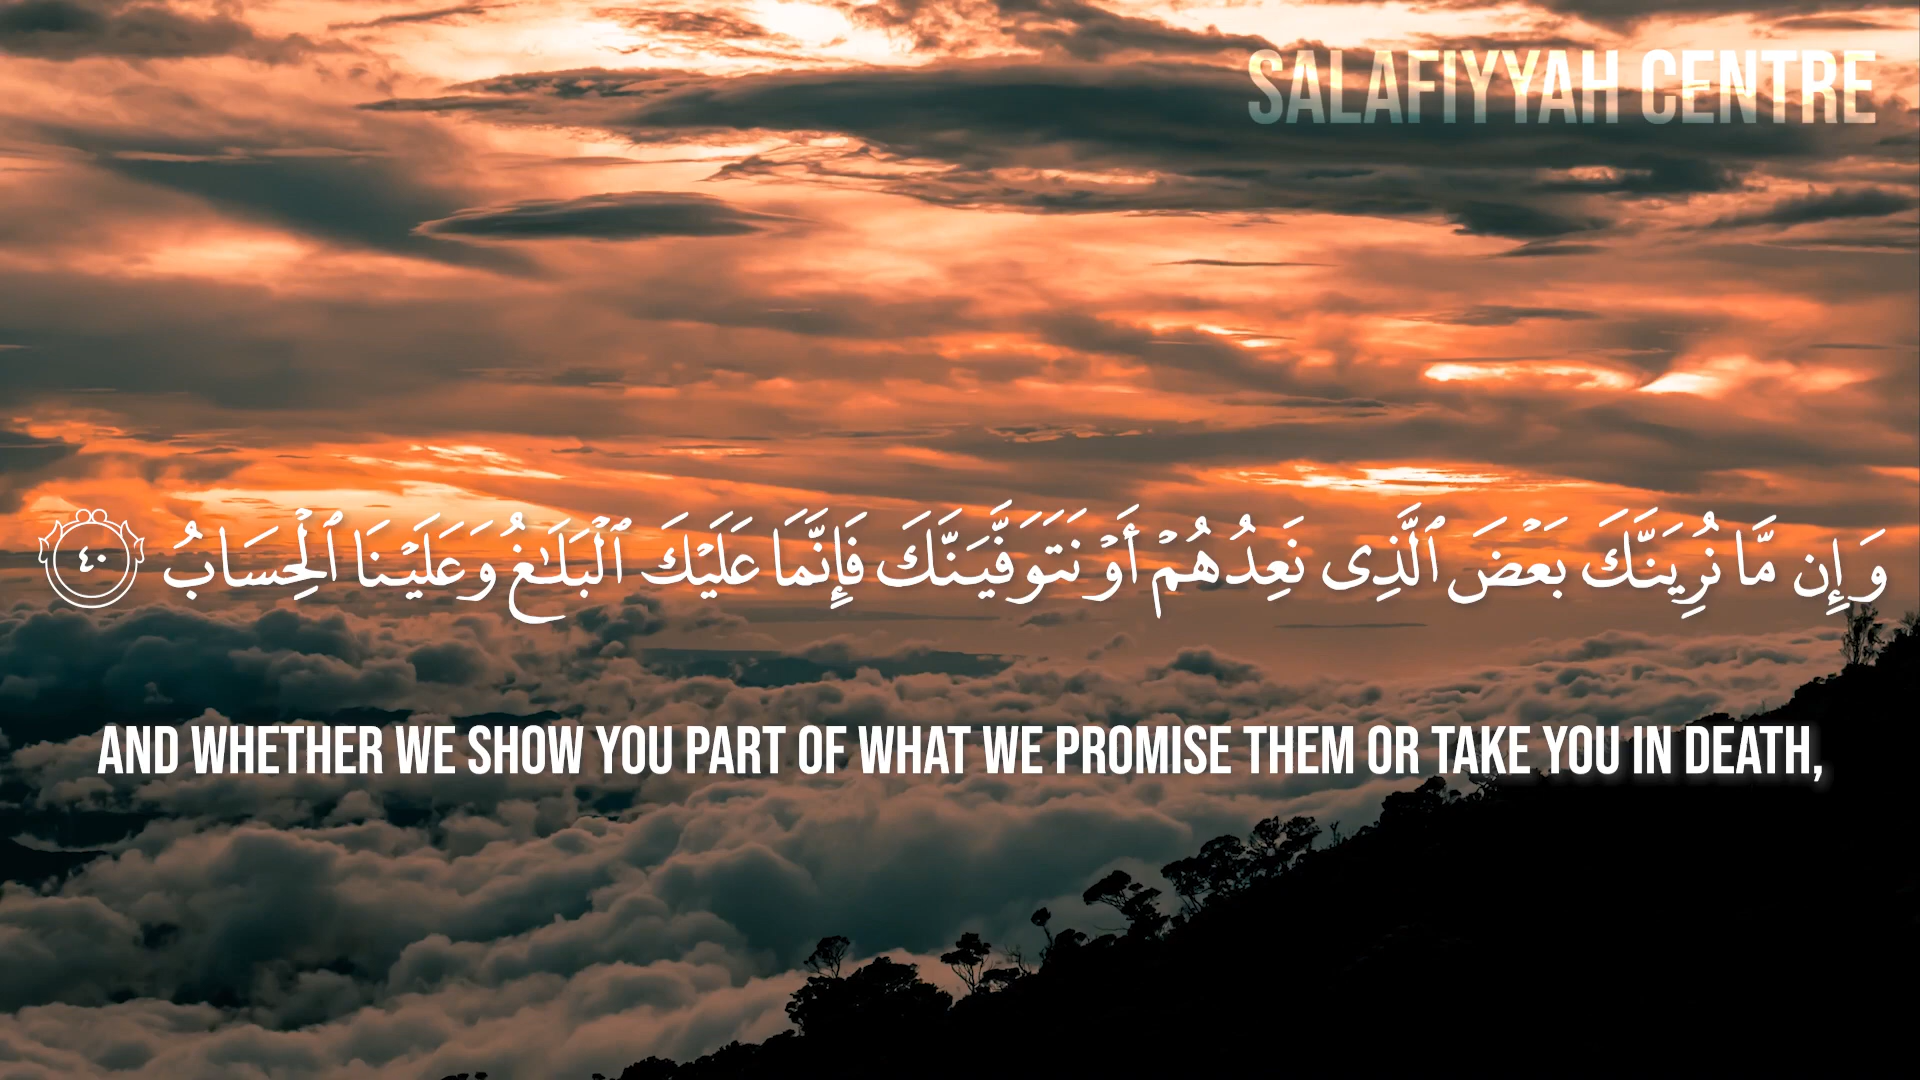 SALAFIYYAH CENTRE
وَإِن مَّا نُرِيَنَّكَ بَعْضَ ٱلَّذِى نَعِدُهُمْ أَوْ نَتَوَفَّيَنَّكَ فَإِنَّمَا عَلَيْكَ ٱلْبَلَـٰغُ وَعَلَيْنَا ٱلْحِسَابُ ٤٠
AND WHETHER WE SHOW YOU PART OF WHAT WE PROMISE THEM OR TAKE YOU IN DEATH,